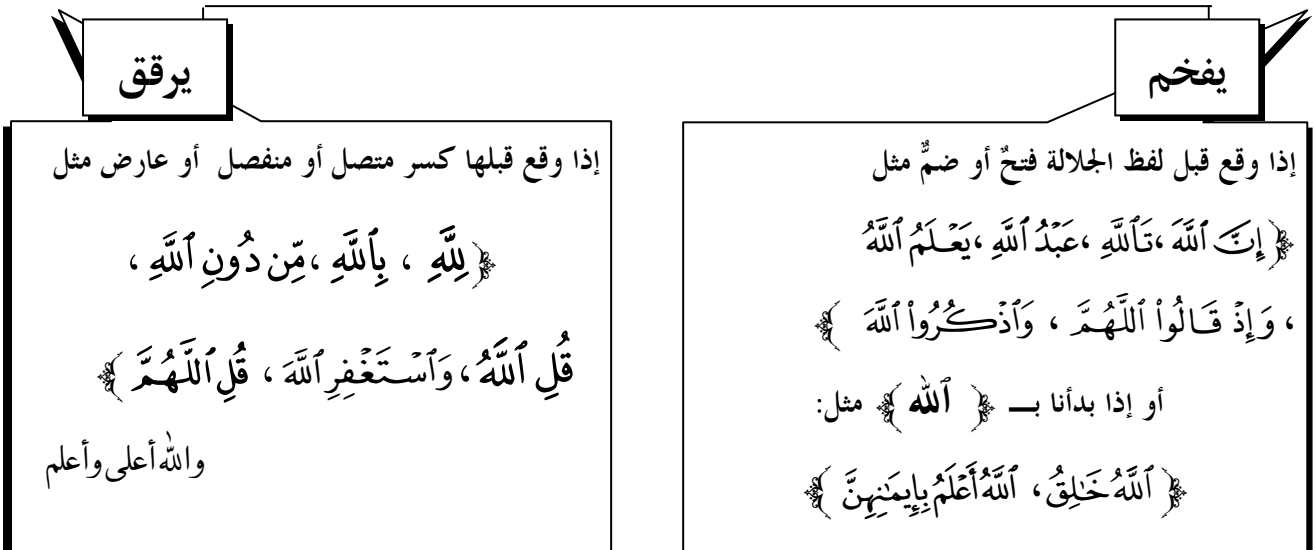 يفخم
إذا وقع قبل لفظ الجلالة فتحٌ أو ضمٌّ مثل
﴿ إِنَّ ٱللَّهَ ،تَٱللَّهِ ،عَبْدُ ٱللَّهِ ،يَعْلَمُ ٱللَّهُ
، وَإِذْ قَالُواْ ٱللَّهُمَّ ، وَٱذْكُرُواْ ٱللَّهَ ﴾
أو إذا بدأنا بــ ﴿ ٱلله ﴾ مثل:
﴿ ٱللَّهُ خَٰلِقُ، ٱللَّهُ أَعْلَمُ بِإِيمَٰنِهِنَّ ﴾
يرقق
إذا وقع قبلها كسر متصل أو منفصل أو عارض مثل
﴿ لِلَّهِ ، بِٱللَّهِ ،مِّن دُونِ ٱللَّهِ ،
قُلِ ٱللَّهُ ،وَٱسْتَغْفِرِ ٱللَّهَ ، قُلِ ٱللَّهُمَّ ﴾
والله أعلى وأعلم